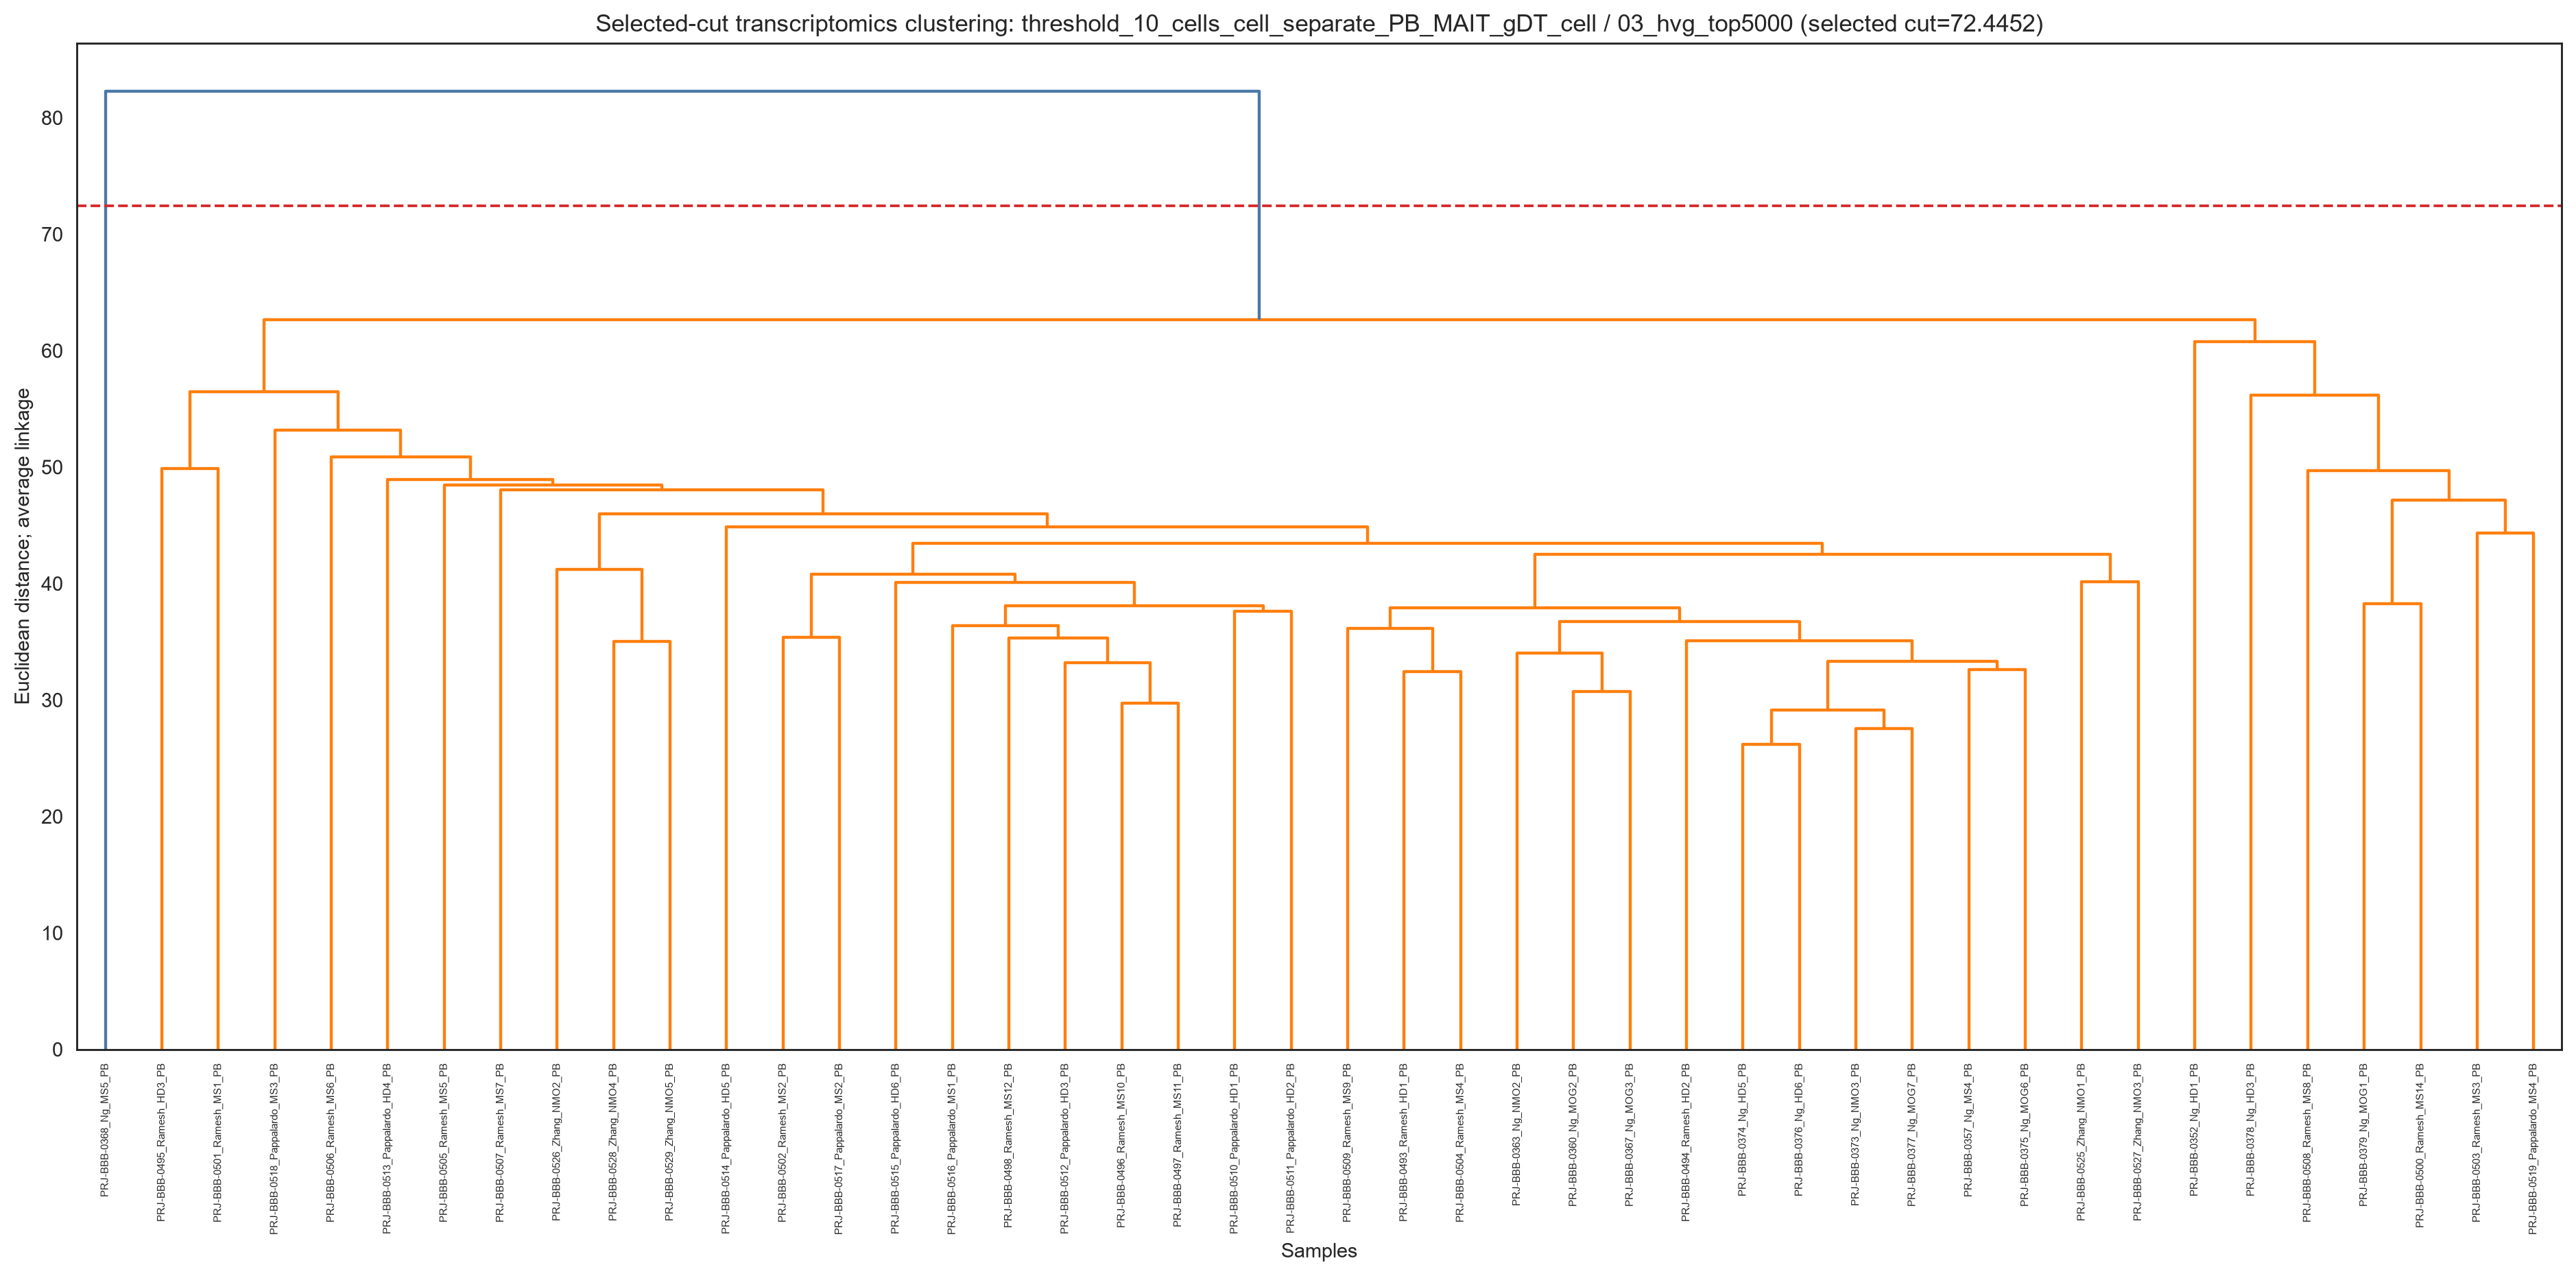 Selected-cut transcriptomics clustering: threshold_10_cells_cell_separate_PB_MAIT_gDT_cell / 03_hvg_top5000 (selected cut=72.4452)
Euclidean distance; average linkage
80
70
60
50
40
30
20
10
0
PRJ-BBB-0368_Ng_MS5_PB
PRJ-BBB-0495_Ramesh_HD3_PB
PRJ-BBB-0501_Ramesh_MS1_PB
PRJ-BBB-0518_Pappalardo_MS3_PB
PRJ-BBB-0506_Ramesh_MS6_PB
PRJ-BBB-0513_Pappalardo_HD4_PB
PRJ-BBB-0505_Ramesh_MS5_PB
PRJ-BBB-0507_Ramesh_MS7_PB
PRJ-BBB-0526_Zhang_NMO2_PB
PRJ-BBB-0528_Zhang_NMO4_PB
PRJ-BBB-0529_Zhang_NMO5_PB
PRJ-BBB-0514_Pappalardo_HD5_PB
PRJ-BBB-0502_Ramesh_MS2_PB
PRJ-BBB-0517_Pappalardo_MS2_PB
PRJ-BBB-0515_Pappalardo_HD6_PB
PRJ-BBB-0516_Pappalardo_MS1_PB
PRJ-BBB-0498_Ramesh_MS12_PB
PRJ-BBB-0512_Pappalardo_HD3_PB
PRJ-BBB-0496_Ramesh_MS10_PB
PRJ-BBB-0497_Ramesh_MS11_PB
PRJ-BBB-0510_Pappalardo_HD1_PB
PRJ-BBB-0511_Pappalardo_HD2_PB
PRJ-BBB-0509_Ramesh_MS9_PB
PRJ-BBB-0493_Ramesh_HD1_PB
PRJ-BBB-0504_Ramesh_MS4_PB
PRJ-BBB-0363_Ng_NMO2_PB
PRJ-BBB-0360_Ng_MOG2_PB
PRJ-BBB-0367_Ng_MOG3_PB
PRJ-BBB-0494_Ramesh_HD2_PB
PRJ-BBB-0374_Ng_HD5_PB
PRJ-BBB-0376_Ng_HD6_PB
PRJ-BBB-0373_Ng_NMO3_PB
PRJ-BBB-0377_Ng_MOG7_PB
PRJ-BBB-0357_Ng_MS4_PB
PRJ-BBB-0375_Ng_MOG6_PB
PRJ-BBB-0525_Zhang_NMO1_PB
PRJ-BBB-0527_Zhang_NMO3_PB
PRJ-BBB-0352_Ng_HD1_PB
PRJ-BBB-0378_Ng_HD3_PB
PRJ-BBB-0508_Ramesh_MS8_PB
PRJ-BBB-0379_Ng_MOG1_PB
PRJ-BBB-0500_Ramesh_MS14_PB
PRJ-BBB-0503_Ramesh_MS3_PB
PRJ-BBB-0519_Pappalardo_MS4_PB
Samples